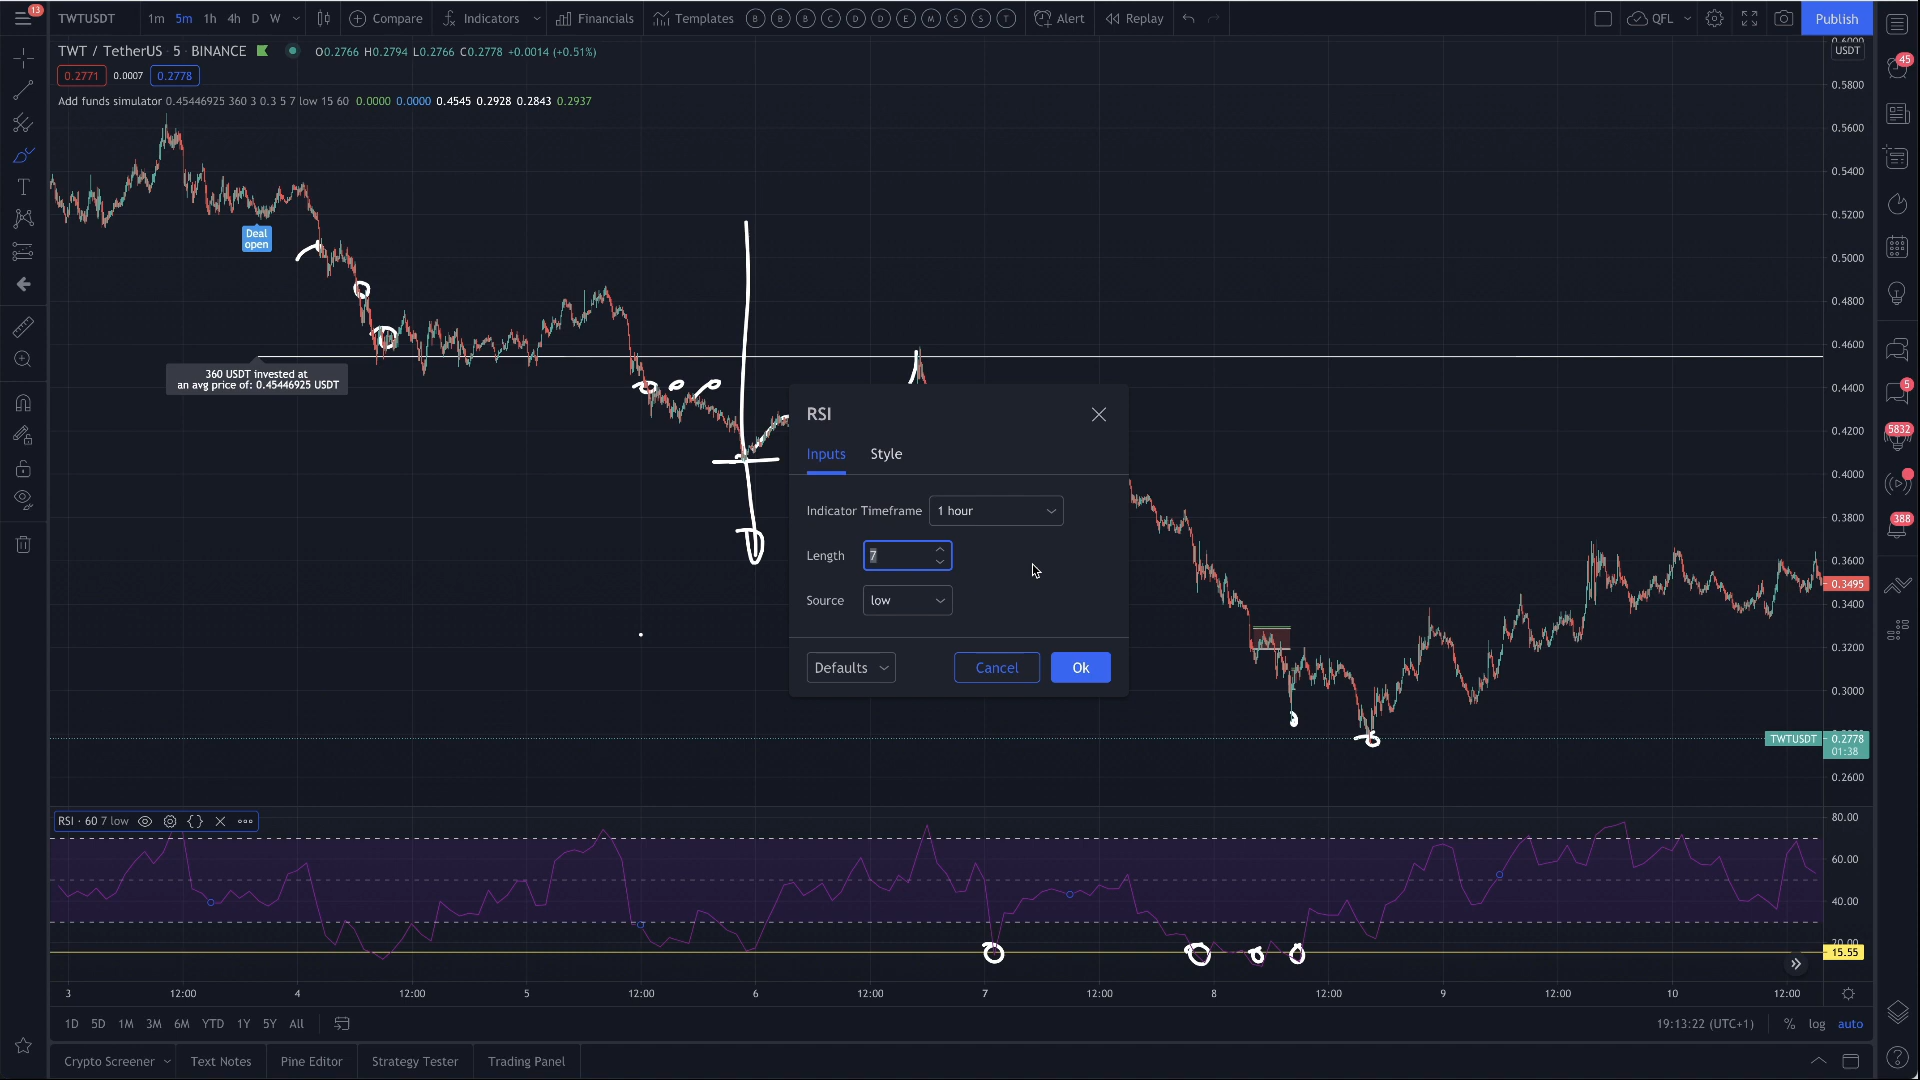 13
TWTUSDT 1m 5m 1h 4h D W Compare Indicators Financials Templates B B B C D D E M S S T Alert Replay QFL Publish
TWT / TetherUS · 5 · BINANCE O0.2766 H0.2794 L0.2766 C0.2778 +0.0014 (+0.51%)
0.2771 0.0007 0.2778
Add funds simulator 0.45446925 360 3 0.3 5 7 low 15 60 0.0000 0.0000 0.4545 0.2928 0.2843 0.2937
Deal
open
360 USDT invested at
an avg price of: 0.45446925 USDT
RSI
Inputs Style
Indicator Timeframe 1 hour
Length 7
Source low
Defaults Cancel Ok
0.6000
USDT
0.5800
0.5600
0.5400
0.5200
0.5000
0.4800
0.4600
0.4400
0.4200
0.4000
0.3800
0.3600
0.3495
0.3400
0.3200
0.3000
TWTUSDT 0.2778
01:38
0.2600
45
5
5832
388
RSI · 60 7 low
80.00
60.00
40.00
20.00
15.55
3 12:00 4 12:00 5 12:00 6 12:00 7 12:00 8 12:00 9 12:00 10 12:00
1D 5D 1M 3M 6M YTD 1Y 5Y All 19:13:22 (UTC+1) % log auto
Crypto Screener Text Notes Pine Editor Strategy Tester Trading Panel